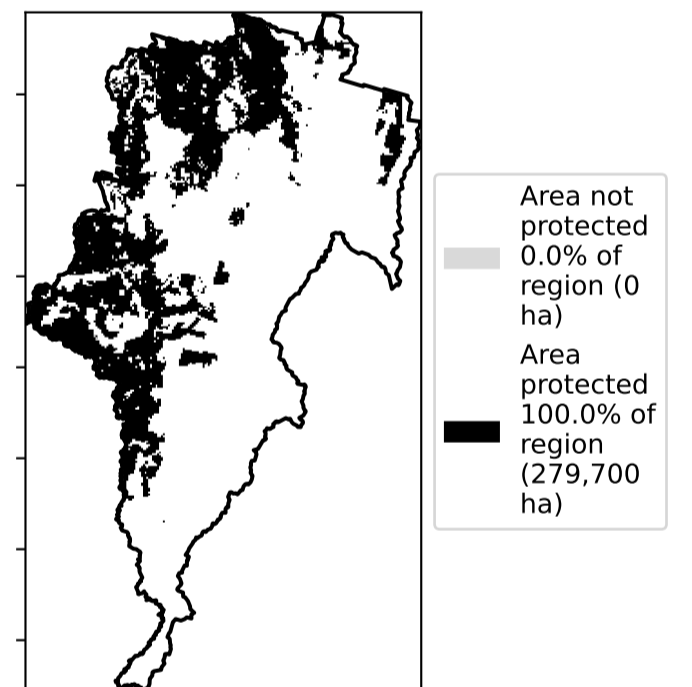 Area not
protected
0.0% of
region (0
ha)
Area
protected
100.0% of
region
(279,700
ha)